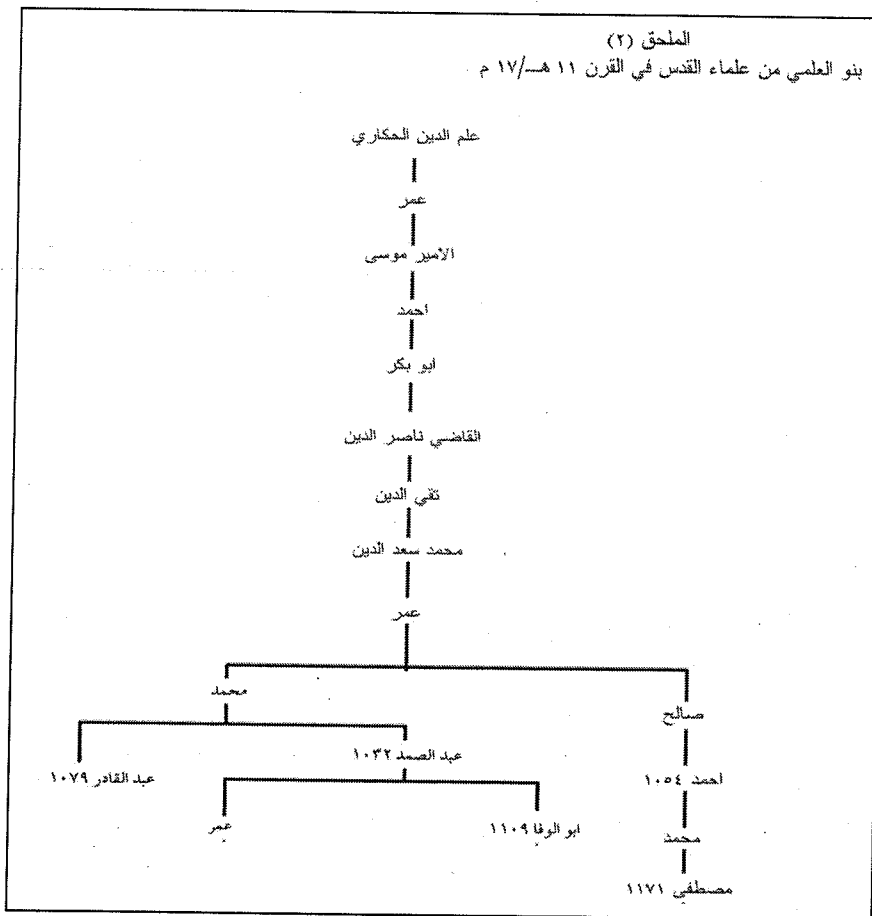 الملحق (٢)
بنو العلمي من علماء القدس في القرن ١١ هـ/١٧ م
علم الدين الحكاري
عمر
الامير موسى
احمد
ابو بكر
القاضي ناصر الدين
تقي الدين
محمد سعد الدين
عمر
محمد
صالح
عبد الصمد ١٠٣٢
عبد القادر ١٠٧٩
احمد ١٠٥٤
ابو الوفا ١١٠٩
عمر
محمد
مصطفى ١١٧١